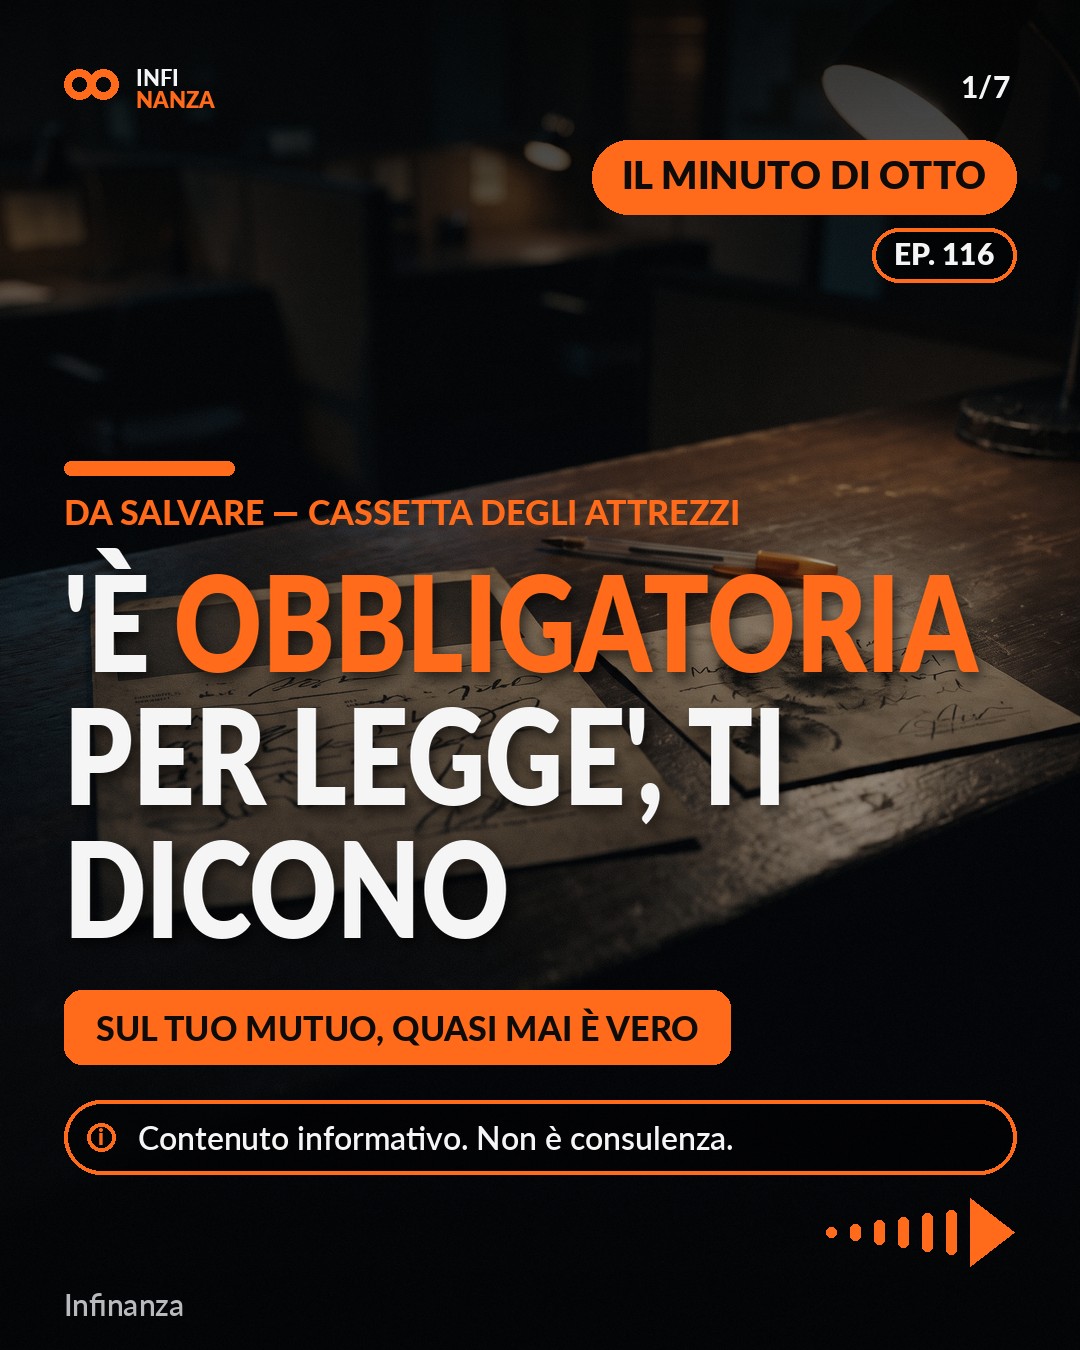 INFI
NANZA
1/7
IL MINUTO DI OTTO
EP. 116
DA SALVARE — CASSETTA DEGLI ATTREZZI
'È OBBLIGATORIA
PER LEGGE', TI
DICONO
SUL TUO MUTUO, QUASI MAI È VERO
Contenuto informativo. Non è consulenza.
Infinanza